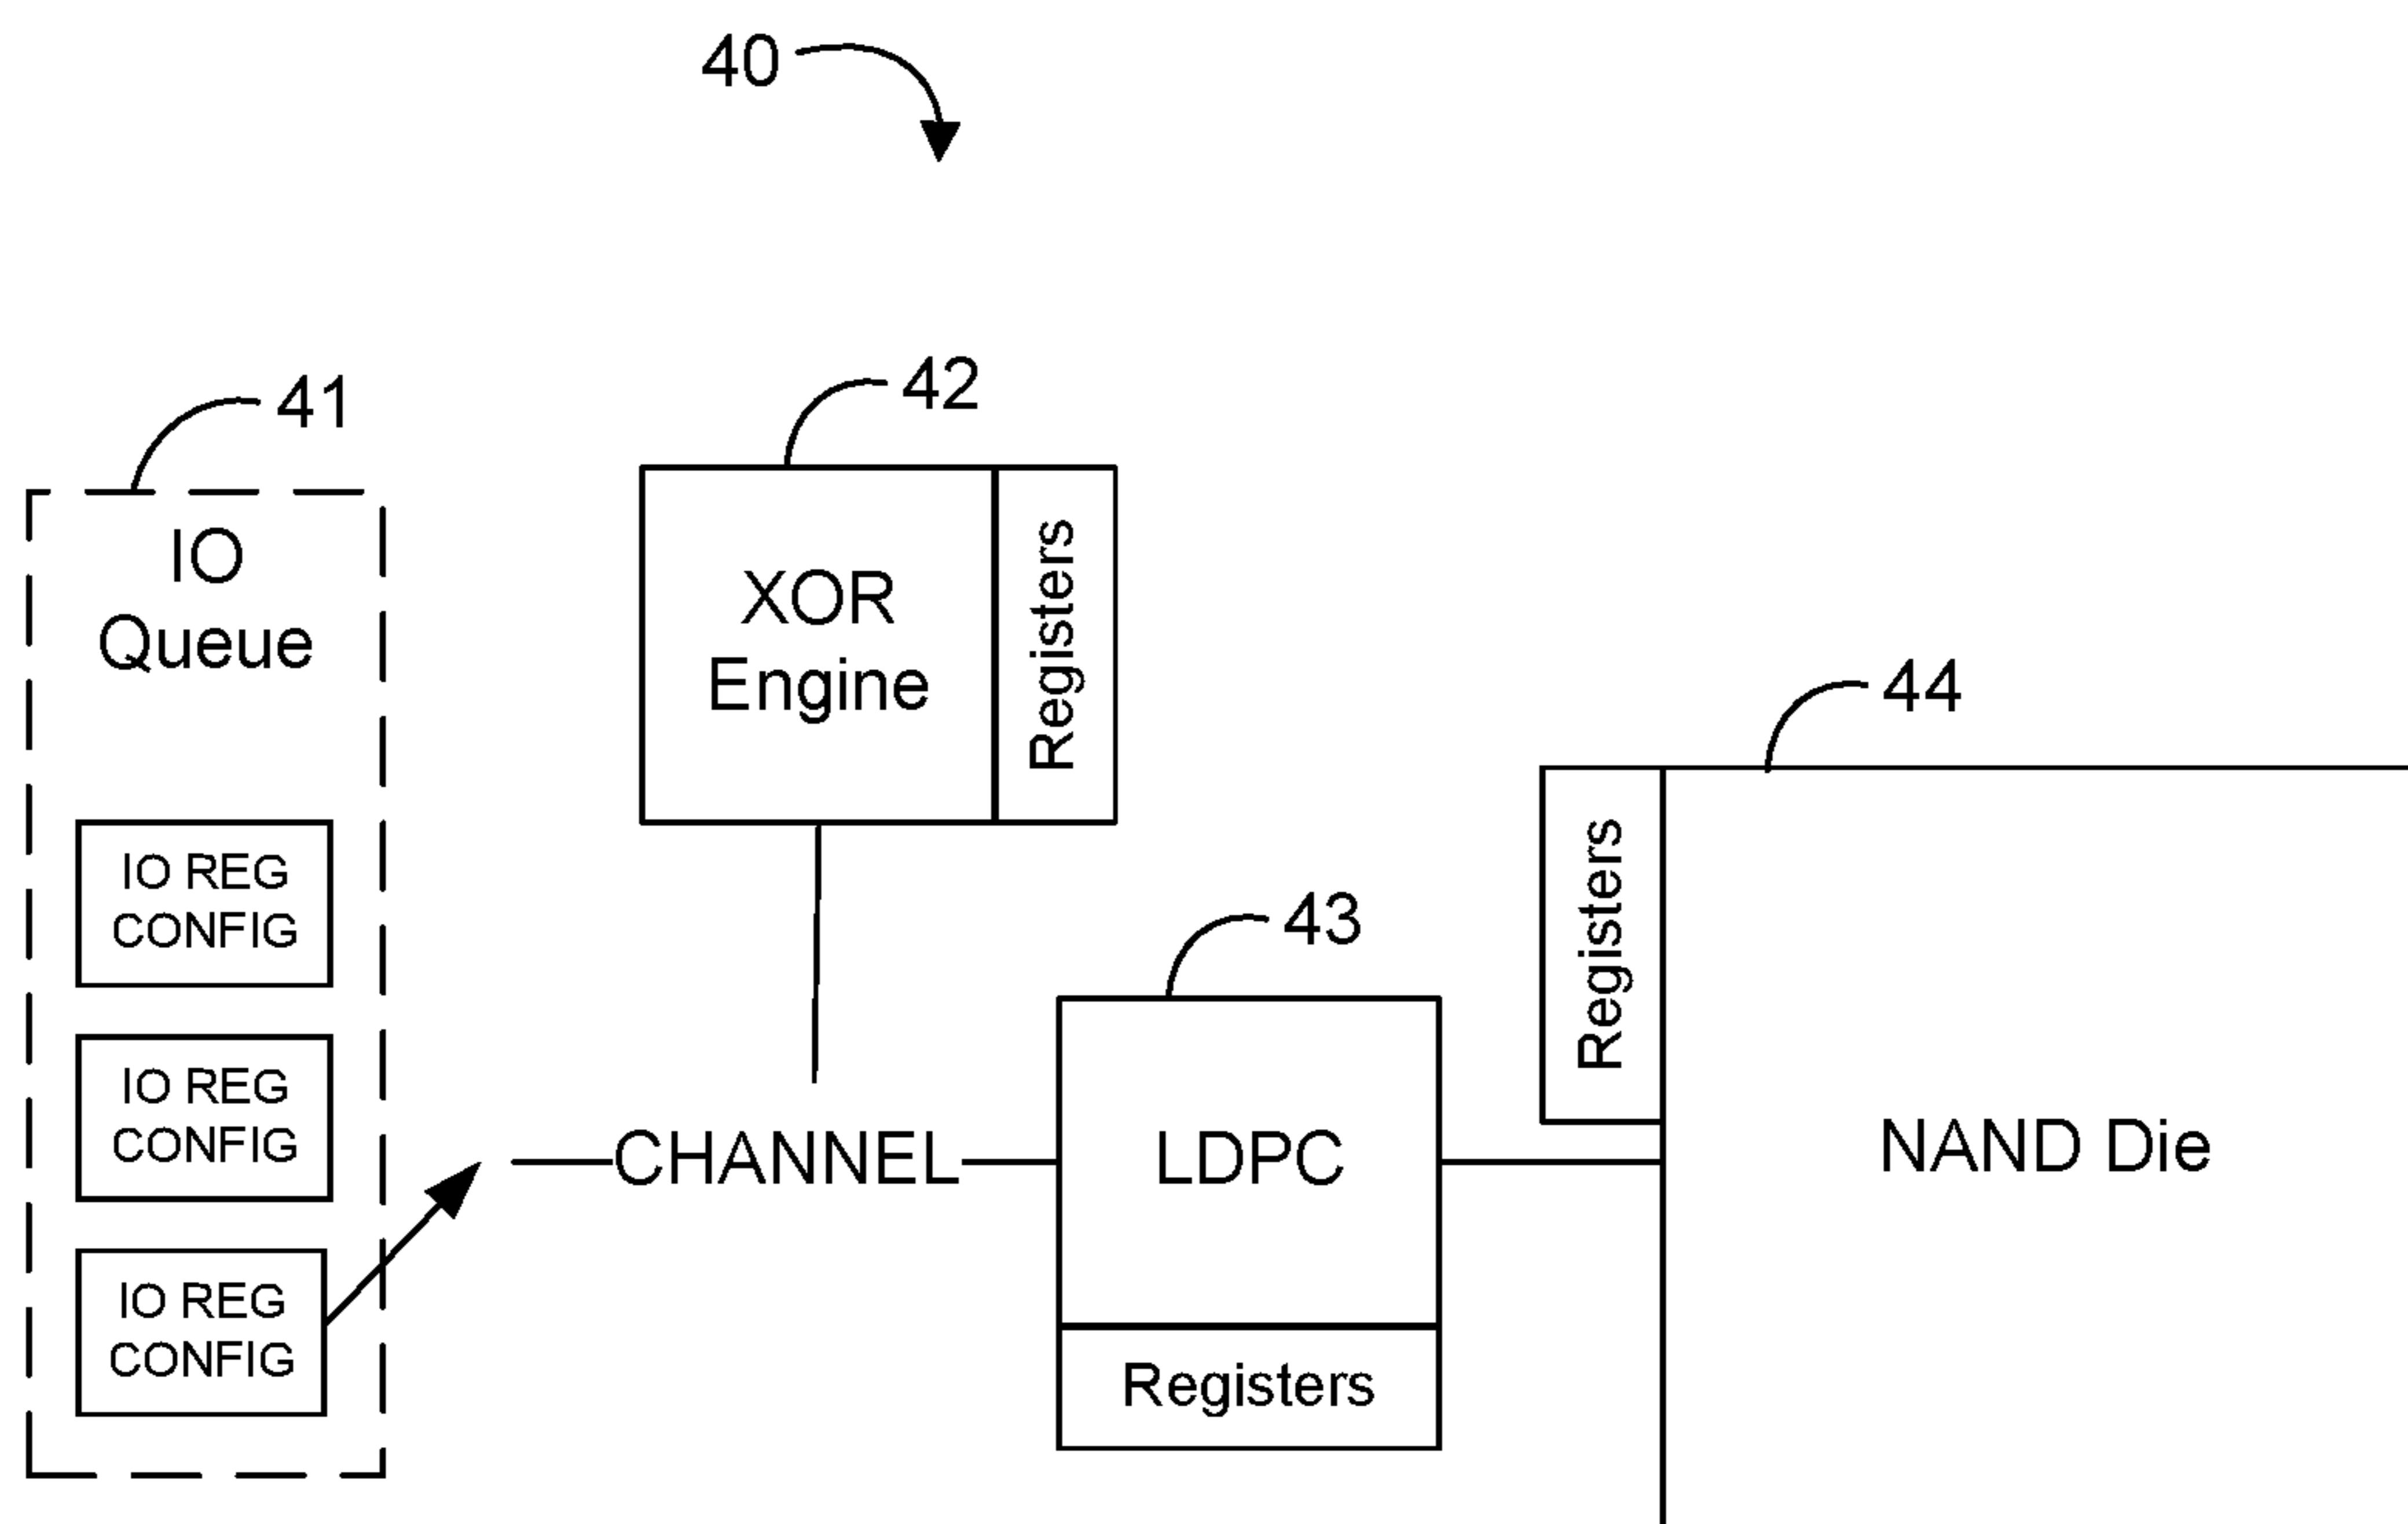 40
41
IO
Queue
IO REG
CONFIG
IO REG
CONFIG
IO REG
CONFIG
42
XOR
Engine
Registers
CHANNEL
43
LDPC
Registers
44
Registers
NAND Die